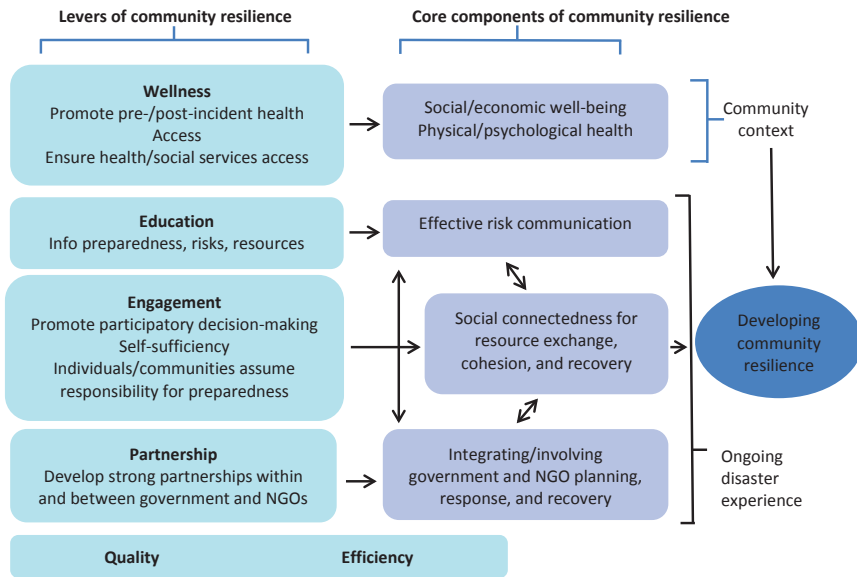 Levers of community resilience
Core components of community resilience
Wellness
Promote pre-/post-incident health
Access
Ensure health/social services access
Social/economic well-being
Physical/psychological health
Community
context
Education
Info preparedness, risks, resources
Effective risk communication
Engagement
Promote participatory decision-making
Self-sufficiency
Individuals/communities assume
responsibility for preparedness
Social connectedness for
resource exchange,
cohesion, and recovery
Developing
community
resilience
Partnership
Develop strong partnerships within
and between government and NGOs
Integrating/involving
government and NGO planning,
response, and recovery
Ongoing
disaster
experience
Quality
Efficiency